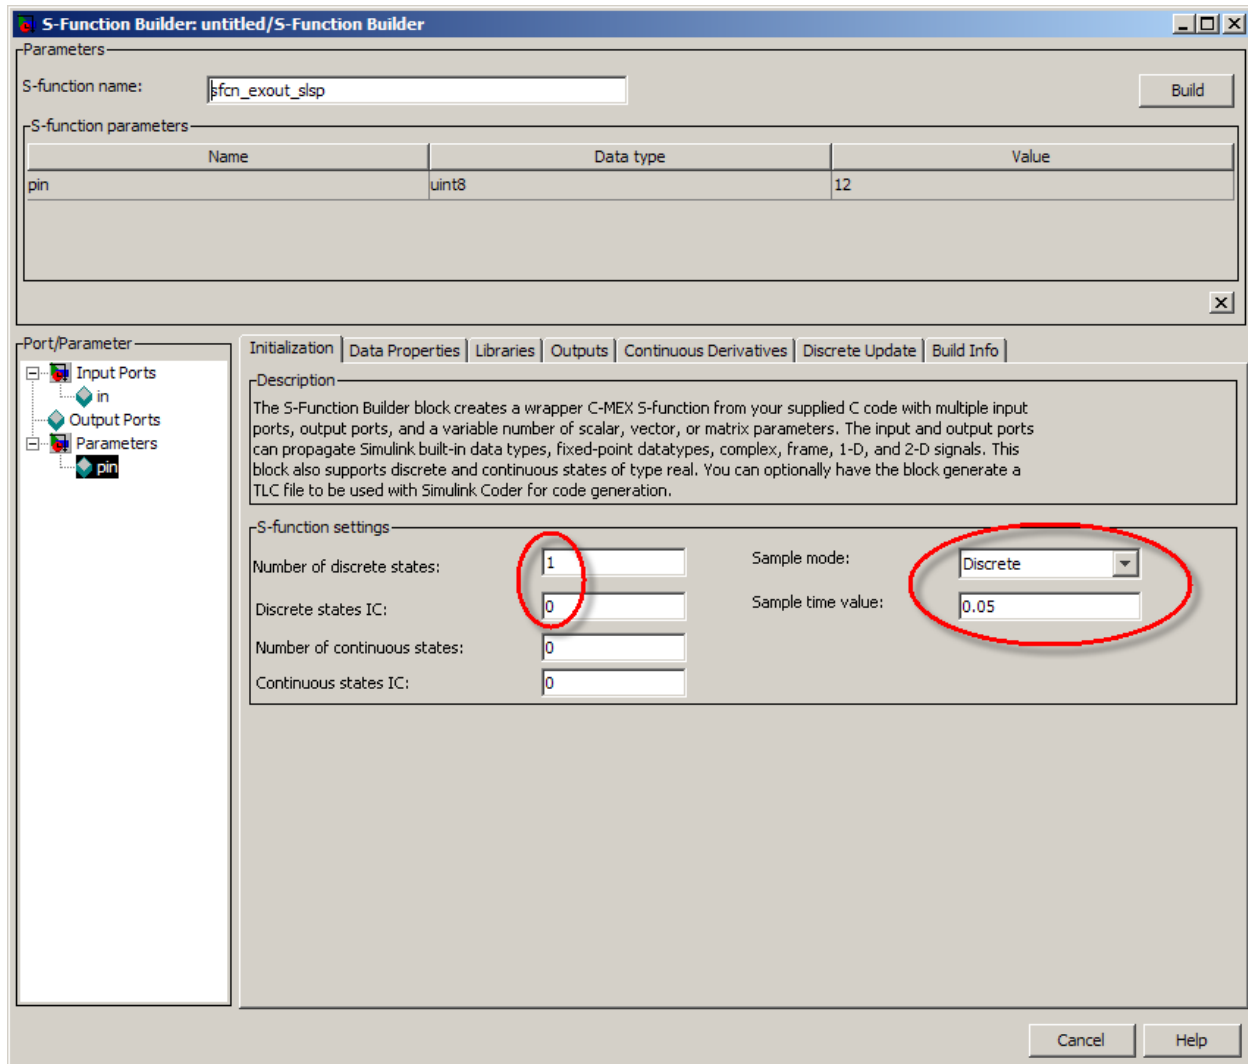 S-Function Builder: untitled/S-Function Builder
Parameters
S-function name: sfcn_exout_slsp Build
S-function parameters
Name Data type Value
pin uint8 12
Port/Parameter
Input Ports
in
Output Ports
Parameters
pin
Initialization Data Properties Libraries Outputs Continuous Derivatives Discrete Update Build Info
Description
The S-Function Builder block creates a wrapper C-MEX S-function from your supplied C code with multiple input
ports, output ports, and a variable number of scalar, vector, or matrix parameters. The input and output ports
can propagate Simulink built-in data types, fixed-point datatypes, complex, frame, 1-D, and 2-D signals. This
block also supports discrete and continuous states of type real. You can optionally have the block generate a
TLC file to be used with Simulink Coder for code generation.
S-function settings
Number of discrete states: 1 Sample mode: Discrete
Discrete states IC: 0 Sample time value: 0.05
Number of continuous states: 0
Continuous states IC: 0
Cancel Help